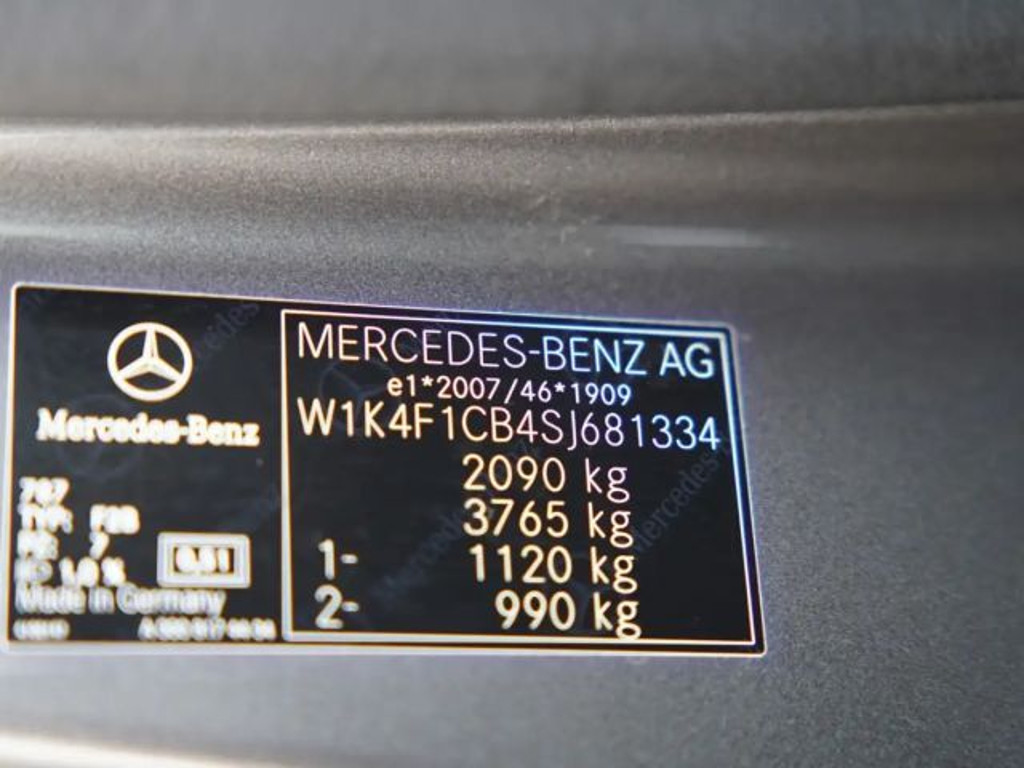 Mercedes-Benz
Made in Germany
MERCEDES-BENZ AG
e1*2007/46*1909
W1K4F1CB4SJ681334
2090 kg
3765 kg
1- 1120 kg
2- 990 kg